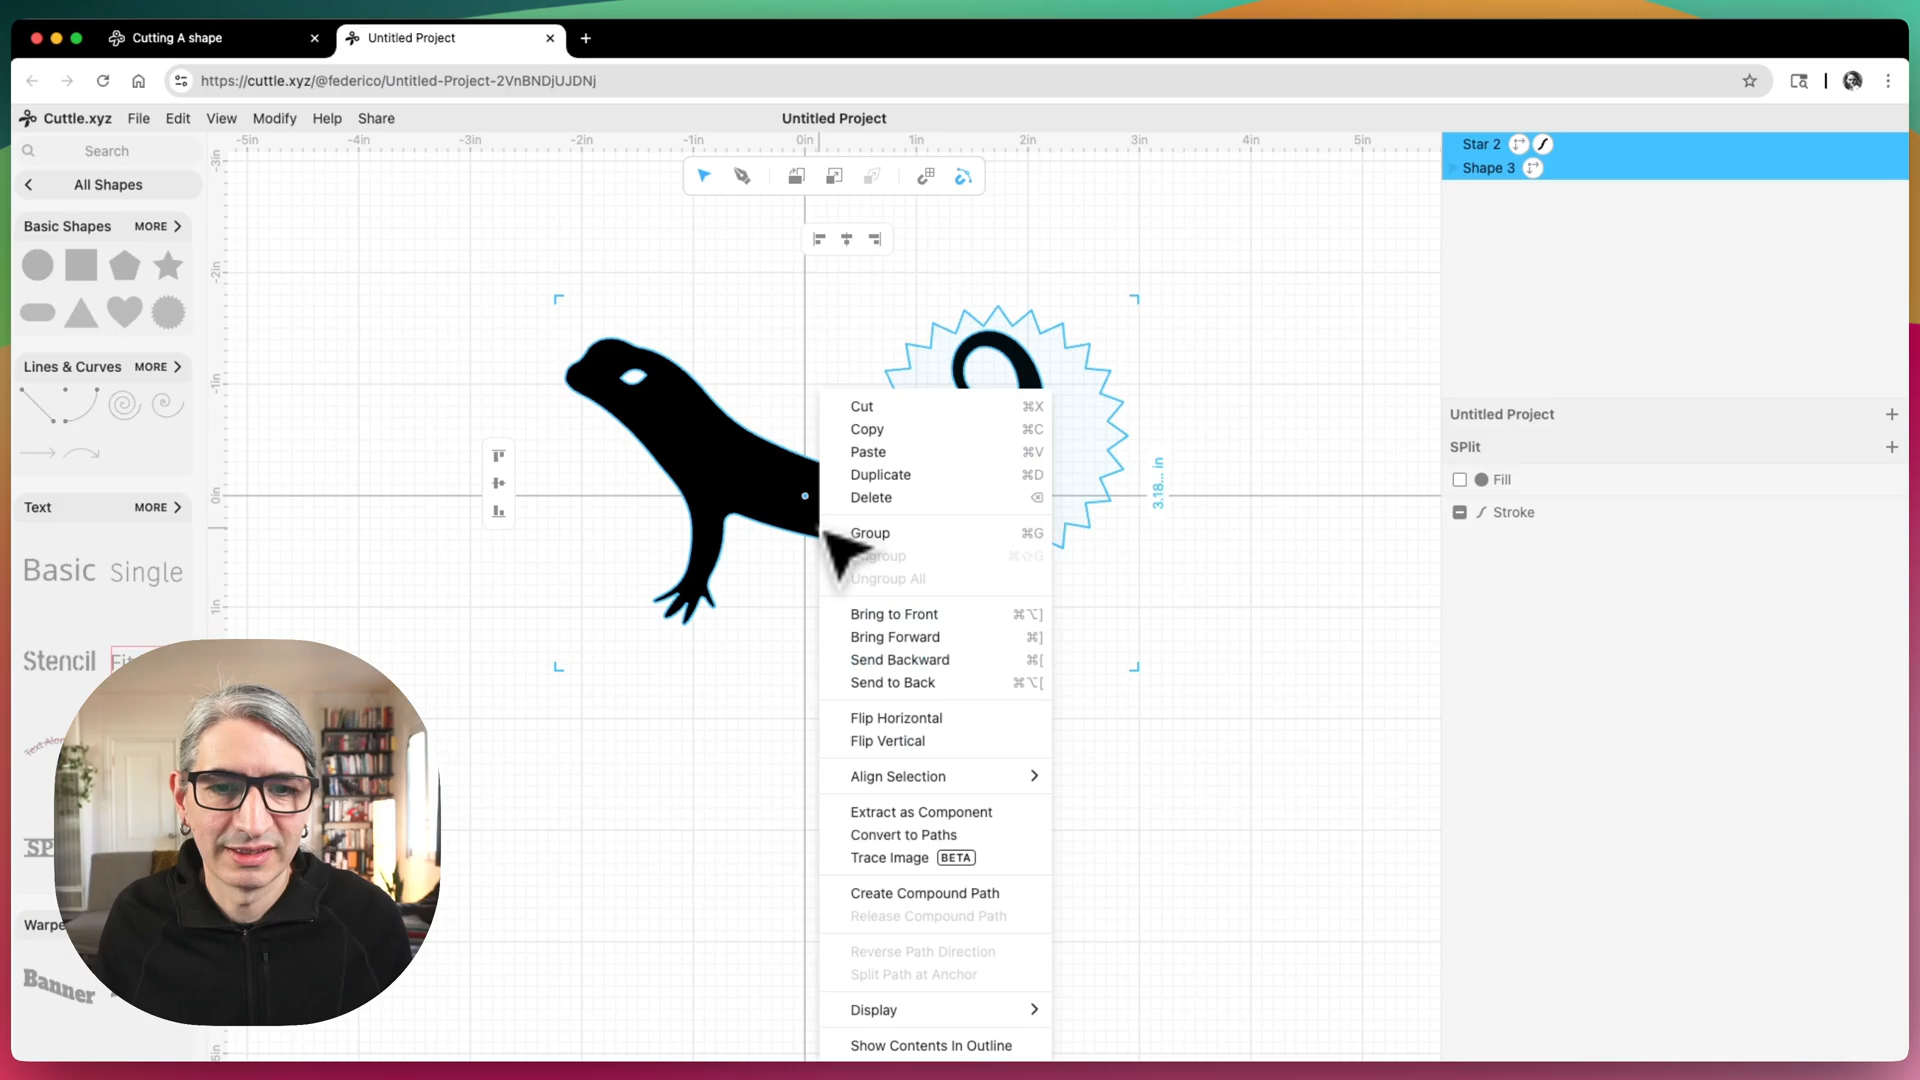 Cutting A shape
Untitled Project
https://cuttle.xyz/@federico/Untitled-Project-2VnBNDjUJDNj
Cuttle.xyz File Edit View Modify Help Share
Untitled Project
-5in -4in -3in -2in -1in 0in 1in 2in 3in 4in 5in
-3in
-2in
-1in
0in
1in
Search
All Shapes
Basic Shapes MORE
Lines & Curves MORE
Text MORE
Basic Single
Stencil
Banner
3.18... in
Cut ⌘X
Copy ⌘C
Paste ⌘V
Duplicate ⌘D
Delete ⌫
Group ⌘G
⌘⇧G
Ungroup All
Bring to Front ⌘⌥]
Bring Forward ⌘]
Send Backward ⌘[
Send to Back ⌘⌥[
Flip Horizontal
Flip Vertical
Align Selection
Extract as Component
Convert to Paths
Trace Image BETA
Create Compound Path
Release Compound Path
Reverse Path Direction
Split Path at Anchor
Display
Show Contents In Outline
Star 2
Shape 3
Untitled Project
SPlit
Fill
Stroke